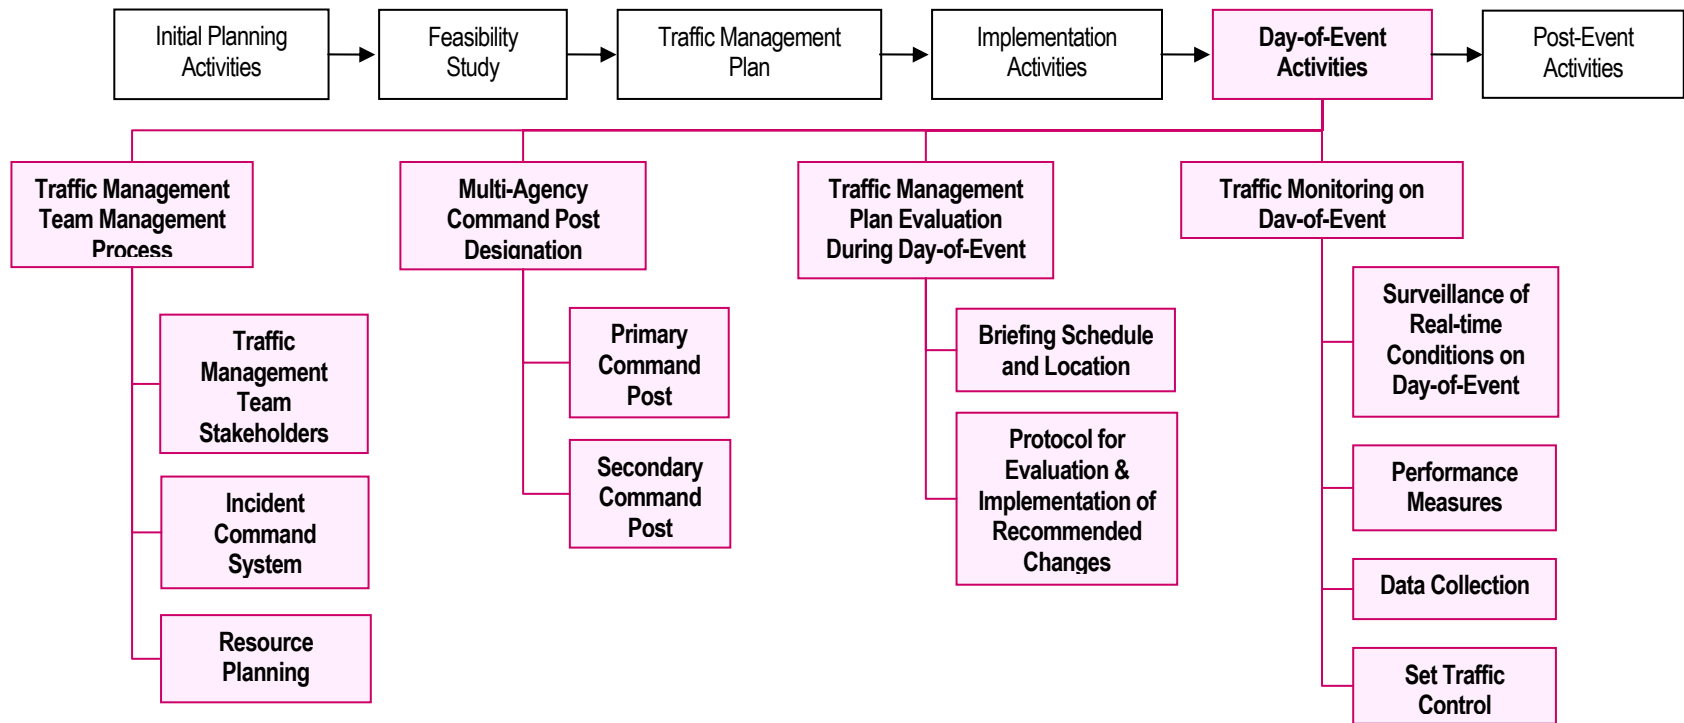 Initial Planning
Activities
Feasibility
Study
Traffic Management
Plan
Implementation
Activities
Day-of-Event
Activities
Post-Event
Activities
Traffic Management
Team Management
Process
Multi-Agency
Command Post
Designation
Traffic Management
Plan Evaluation
During Day-of-Event
Traffic Monitoring on
Day-of-Event
Traffic
Management
Team
Stakeholders
Incident
Command
System
Resource
Planning
Primary
Command
Post
Secondary
Command
Post
Briefing Schedule
and Location
Protocol for
Evaluation &
Implementation of
Recommended
Changes
Surveillance of
Real-time
Conditions on
Day-of-Event
Performance
Measures
Data Collection
Set Traffic
Control